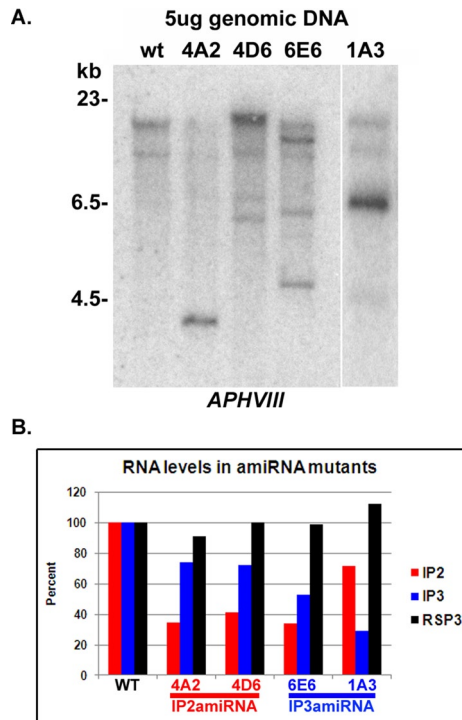 A.
5ug genomic DNA
wt 4A2 4D6 6E6 1A3
kb
23-
6.5-
4.5-
APHVIII
B.
RNA levels in amiRNA mutants
120
100
80
60
40
20
0
Percent
IP2
IP3
RSP3
WT 4A2 4D6 6E6 1A3
IP2amiRNA IP3amiRNA